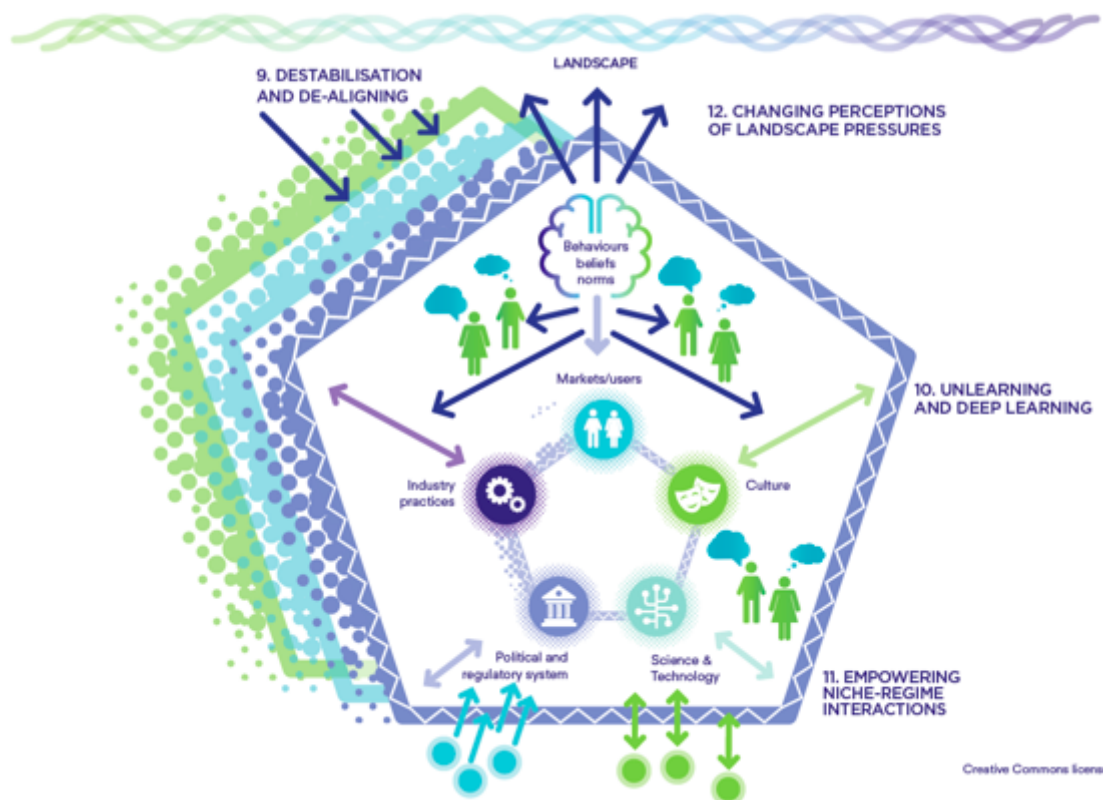 LANDSCAPE
9. DESTABILISATION
AND DE-ALIGNING
12. CHANGING PERCEPTIONS
OF LANDSCAPE PRESSURES
Behaviours
beliefs
norms
Markets/users
10. UNLEARNING
AND DEEP LEARNING
Industry
practices
Culture
Political and
regulatory system
Science &
Technology
11. EMPOWERING
NICHE-REGIME
INTERACTIONS
Creative Commons licens